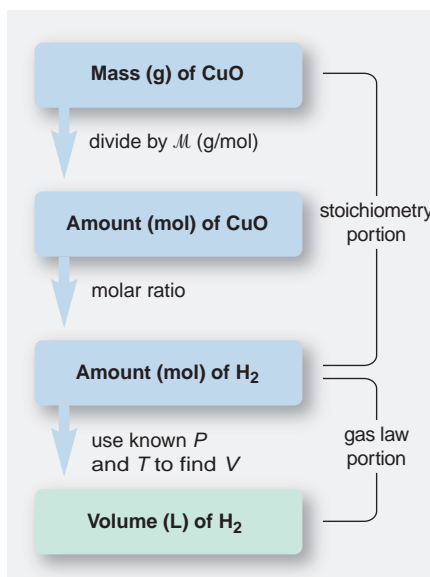 Mass (g) of CuO
divide by ℳ (g/mol)
Amount (mol) of CuO
stoichiometry
portion
molar ratio
Amount (mol) of H₂
use known P
and T to find V
gas law
portion
Volume (L) of H₂